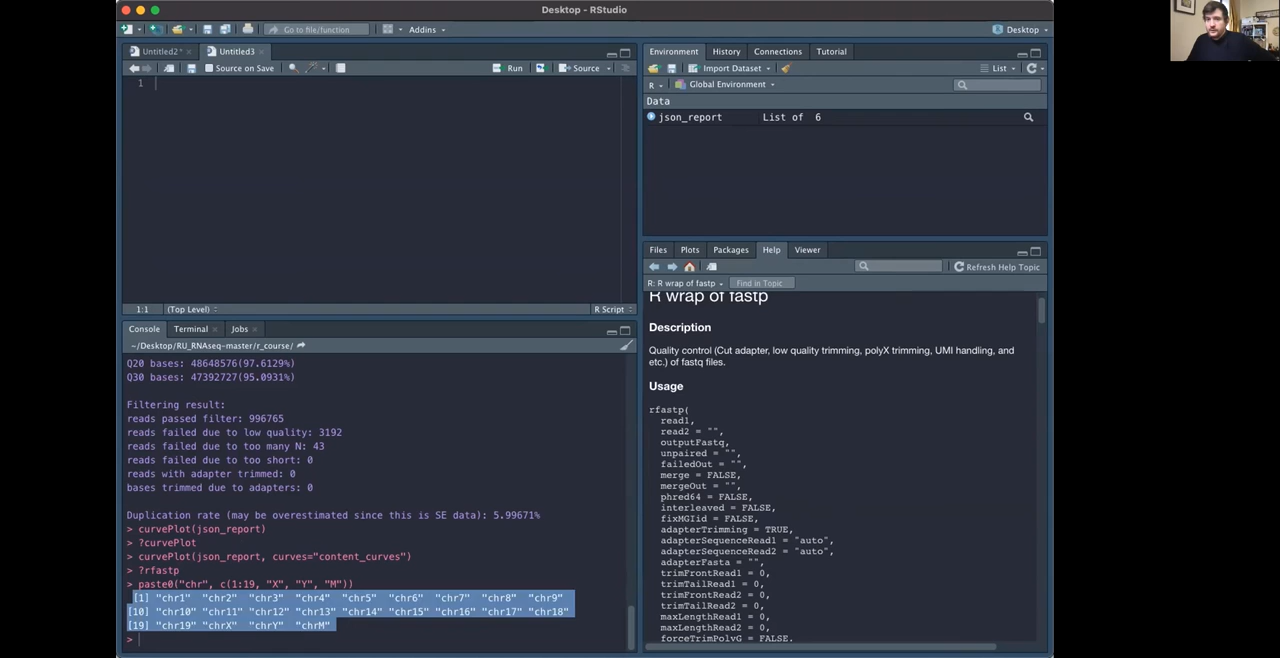 Desktop - RStudio
Go to file/function
Addins
Desktop
Untitled2*
Untitled3
Source on Save
Run
Source
1
1:1
(Top Level)
R Script
Console
Terminal
Jobs
~/Desktop/RU_RNAseq-master/r_course/
Q20 bases: 48648576(97.6129%)
Q30 bases: 47392727(95.0931%)
Filtering result:
reads passed filter: 996765
reads failed due to low quality: 3192
reads failed due to too many N: 43
reads failed due to too short: 0
reads with adapter trimmed: 0
bases trimmed due to adapters: 0
Duplication rate (may be overestimated since this is SE data): 5.99671%
> curvePlot(json_report)
> ?curvePlot
> curvePlot(json_report, curves="content_curves")
> ?rfastp
> paste0("chr", c(1:19, "X", "Y", "M"))
[1] "chr1" "chr2" "chr3" "chr4" "chr5" "chr6" "chr7" "chr8" "chr9"
[10] "chr10" "chr11" "chr12" "chr13" "chr14" "chr15" "chr16" "chr17" "chr18"
[19] "chr19" "chrX" "chrY" "chrM"
>
Environment
History
Connections
Tutorial
Import Dataset
List
R
Global Environment
Data
json_report List of 6
Files
Plots
Packages
Help
Viewer
Refresh Help Topic
R: R wrap of fastp
Find in Topic
R wrap of fastp
Description
Quality control (Cut adapter, low quality trimming, polyX trimming, UMI handling, and
etc.) of fastq files.
Usage
rfastp(
read1,
read2 = "",
outputFastq,
unpaired = "",
failedOut = "",
merge = FALSE,
mergeOut = "",
phred64 = FALSE,
interleaved = FALSE,
fixMGIid = FALSE,
adapterTrimming = TRUE,
adapterSequenceRead1 = "auto",
adapterSequenceRead2 = "auto",
adapterFasta = "",
trimFrontRead1 = 0,
trimTailRead1 = 0,
trimFrontRead2 = 0,
trimTailRead2 = 0,
maxLengthRead1 = 0,
maxLengthRead2 = 0,
forceTrimPolyG = FALSE,